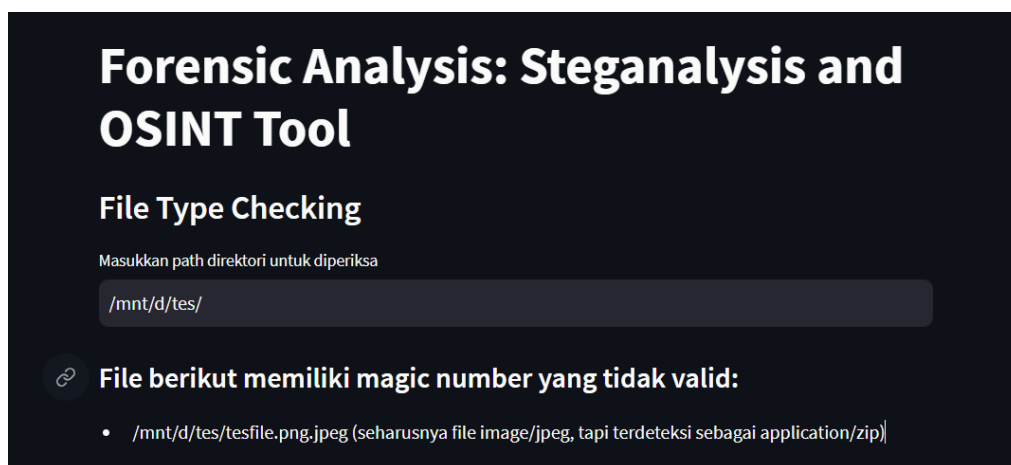 Forensic Analysis: Steganalysis and
OSINT Tool
File Type Checking
Masukkan path direktori untuk diperiksa
/mnt/d/tes/
File berikut memiliki magic number yang tidak valid:
• /mnt/d/tes/tesfile.png.jpeg (seharusnya file image/jpeg, tapi terdeteksi sebagai application/zip)